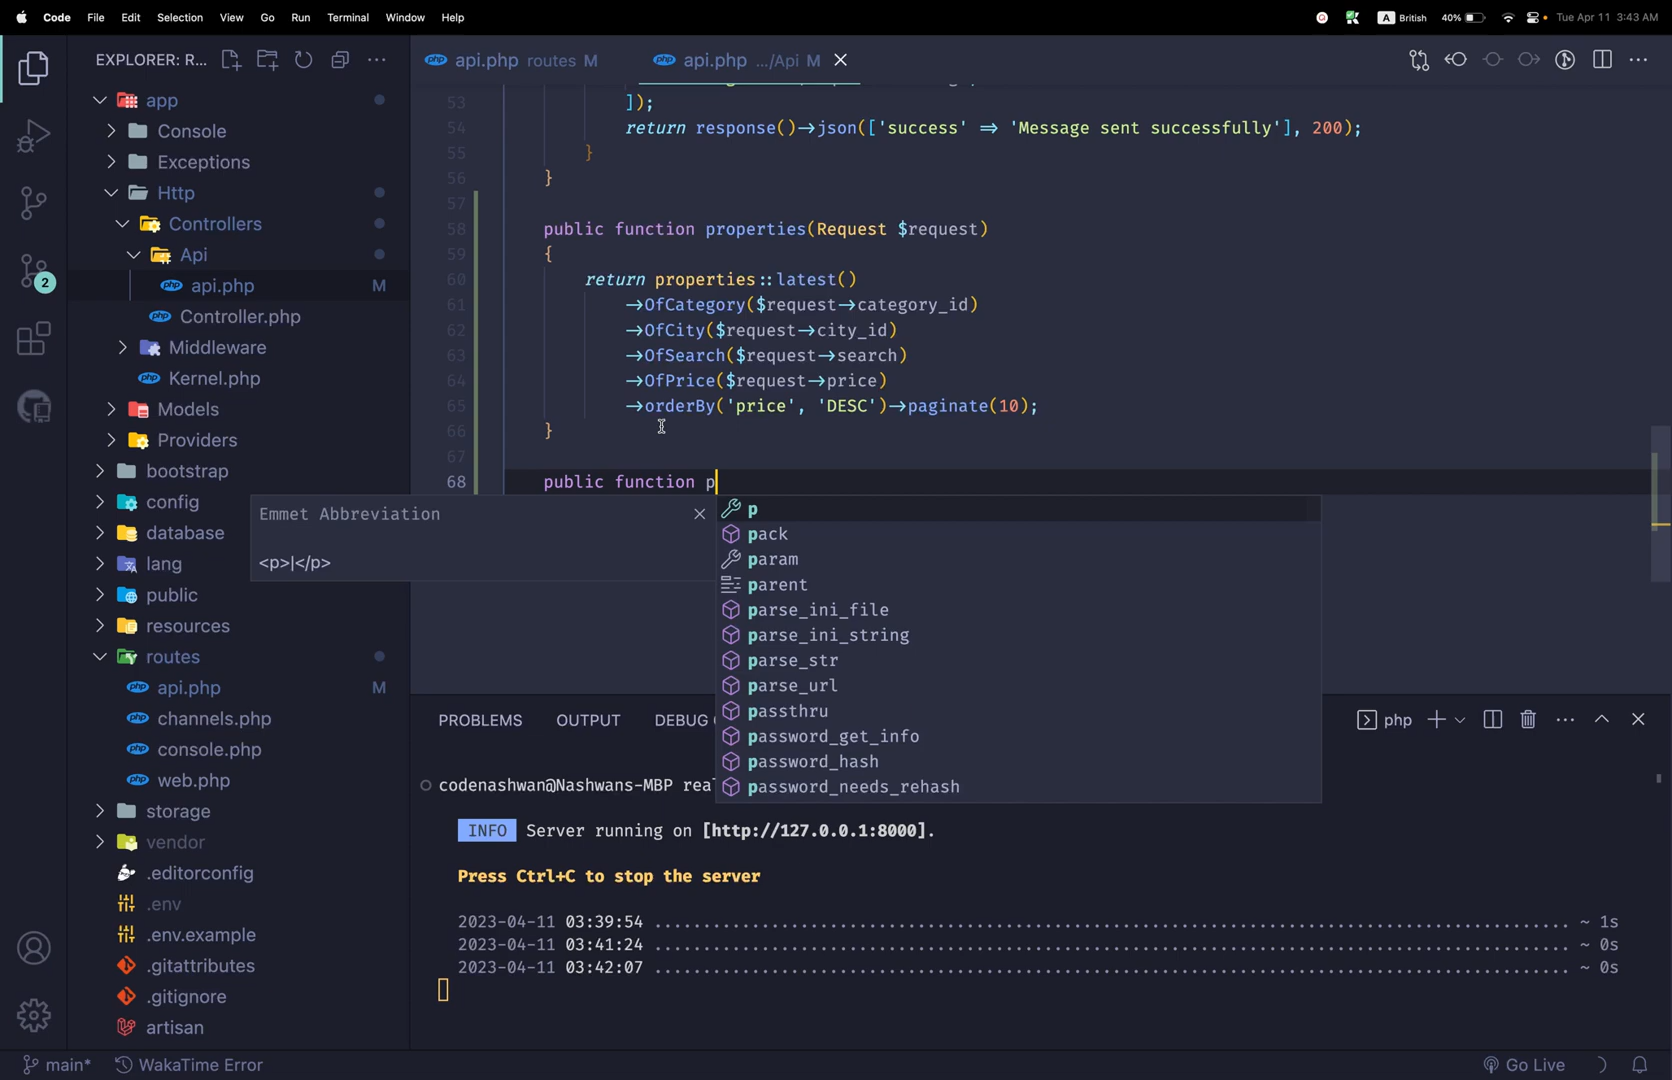 Code File Edit Selection View Go Run Terminal Window Help
A British 40% Tue Apr 11 3:43 AM
EXPLORER: R...
api.php routes M
api.php .../Api M
app
Console
Exceptions
Http
Controllers
Api
api.php M
Controller.php
Middleware
Kernel.php
Models
Providers
bootstrap
config
database
lang
public
resources
routes
api.php M
channels.php
console.php
web.php
storage
vendor
.editorconfig
.env
.env.example
.gitattributes
.gitignore
artisan
2
53 ]);
54 return response()->json(['success' => 'Message sent successfully'], 200);
55 }
56 }
57
58 public function properties(Request $request)
59 {
60 return properties::latest()
61 ->OfCategory($request->category_id)
62 ->OfCity($request->city_id)
63 ->OfSearch($request->search)
64 ->OfPrice($request->price)
65 ->orderBy('price', 'DESC')->paginate(10);
66 }
67
68 public function p
Emmet Abbreviation
<p>|</p>
p
pack
param
parent
parse_ini_file
parse_ini_string
parse_str
parse_url
passthru
password_get_info
password_hash
password_needs_rehash
PROBLEMS OUTPUT DEBUG
php
codenashwan@Nashwans-MBP rea
INFO Server running on [http://127.0.0.1:8000].
Press Ctrl+C to stop the server
2023-04-11 03:39:54 ........................................ ~ 1s
2023-04-11 03:41:24 ........................................ ~ 0s
2023-04-11 03:42:07 ........................................ ~ 0s
main* WakaTime Error
Go Live